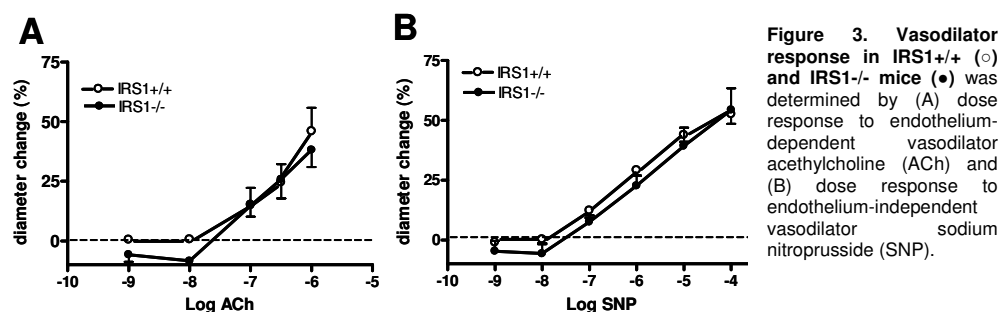 A
75
50
25
0
diameter change (%)
IRS1+/+
IRS1-/-
-10 -9 -8 -7 -6 -5
Log ACh
B
75
50
25
0
diameter change (%)
IRS1+/+
IRS1-/-
-10 -9 -8 -7 -6 -5 -4
Log SNP
Figure 3. Vasodilator
response in IRS1+/+ (○)
and IRS1-/- mice (●) was
determined by (A) dose
response to endothelium-
dependent vasodilator
acethylcholine (ACh) and
(B) dose response to
endothelium-independent
vasodilator sodium
nitroprusside (SNP).